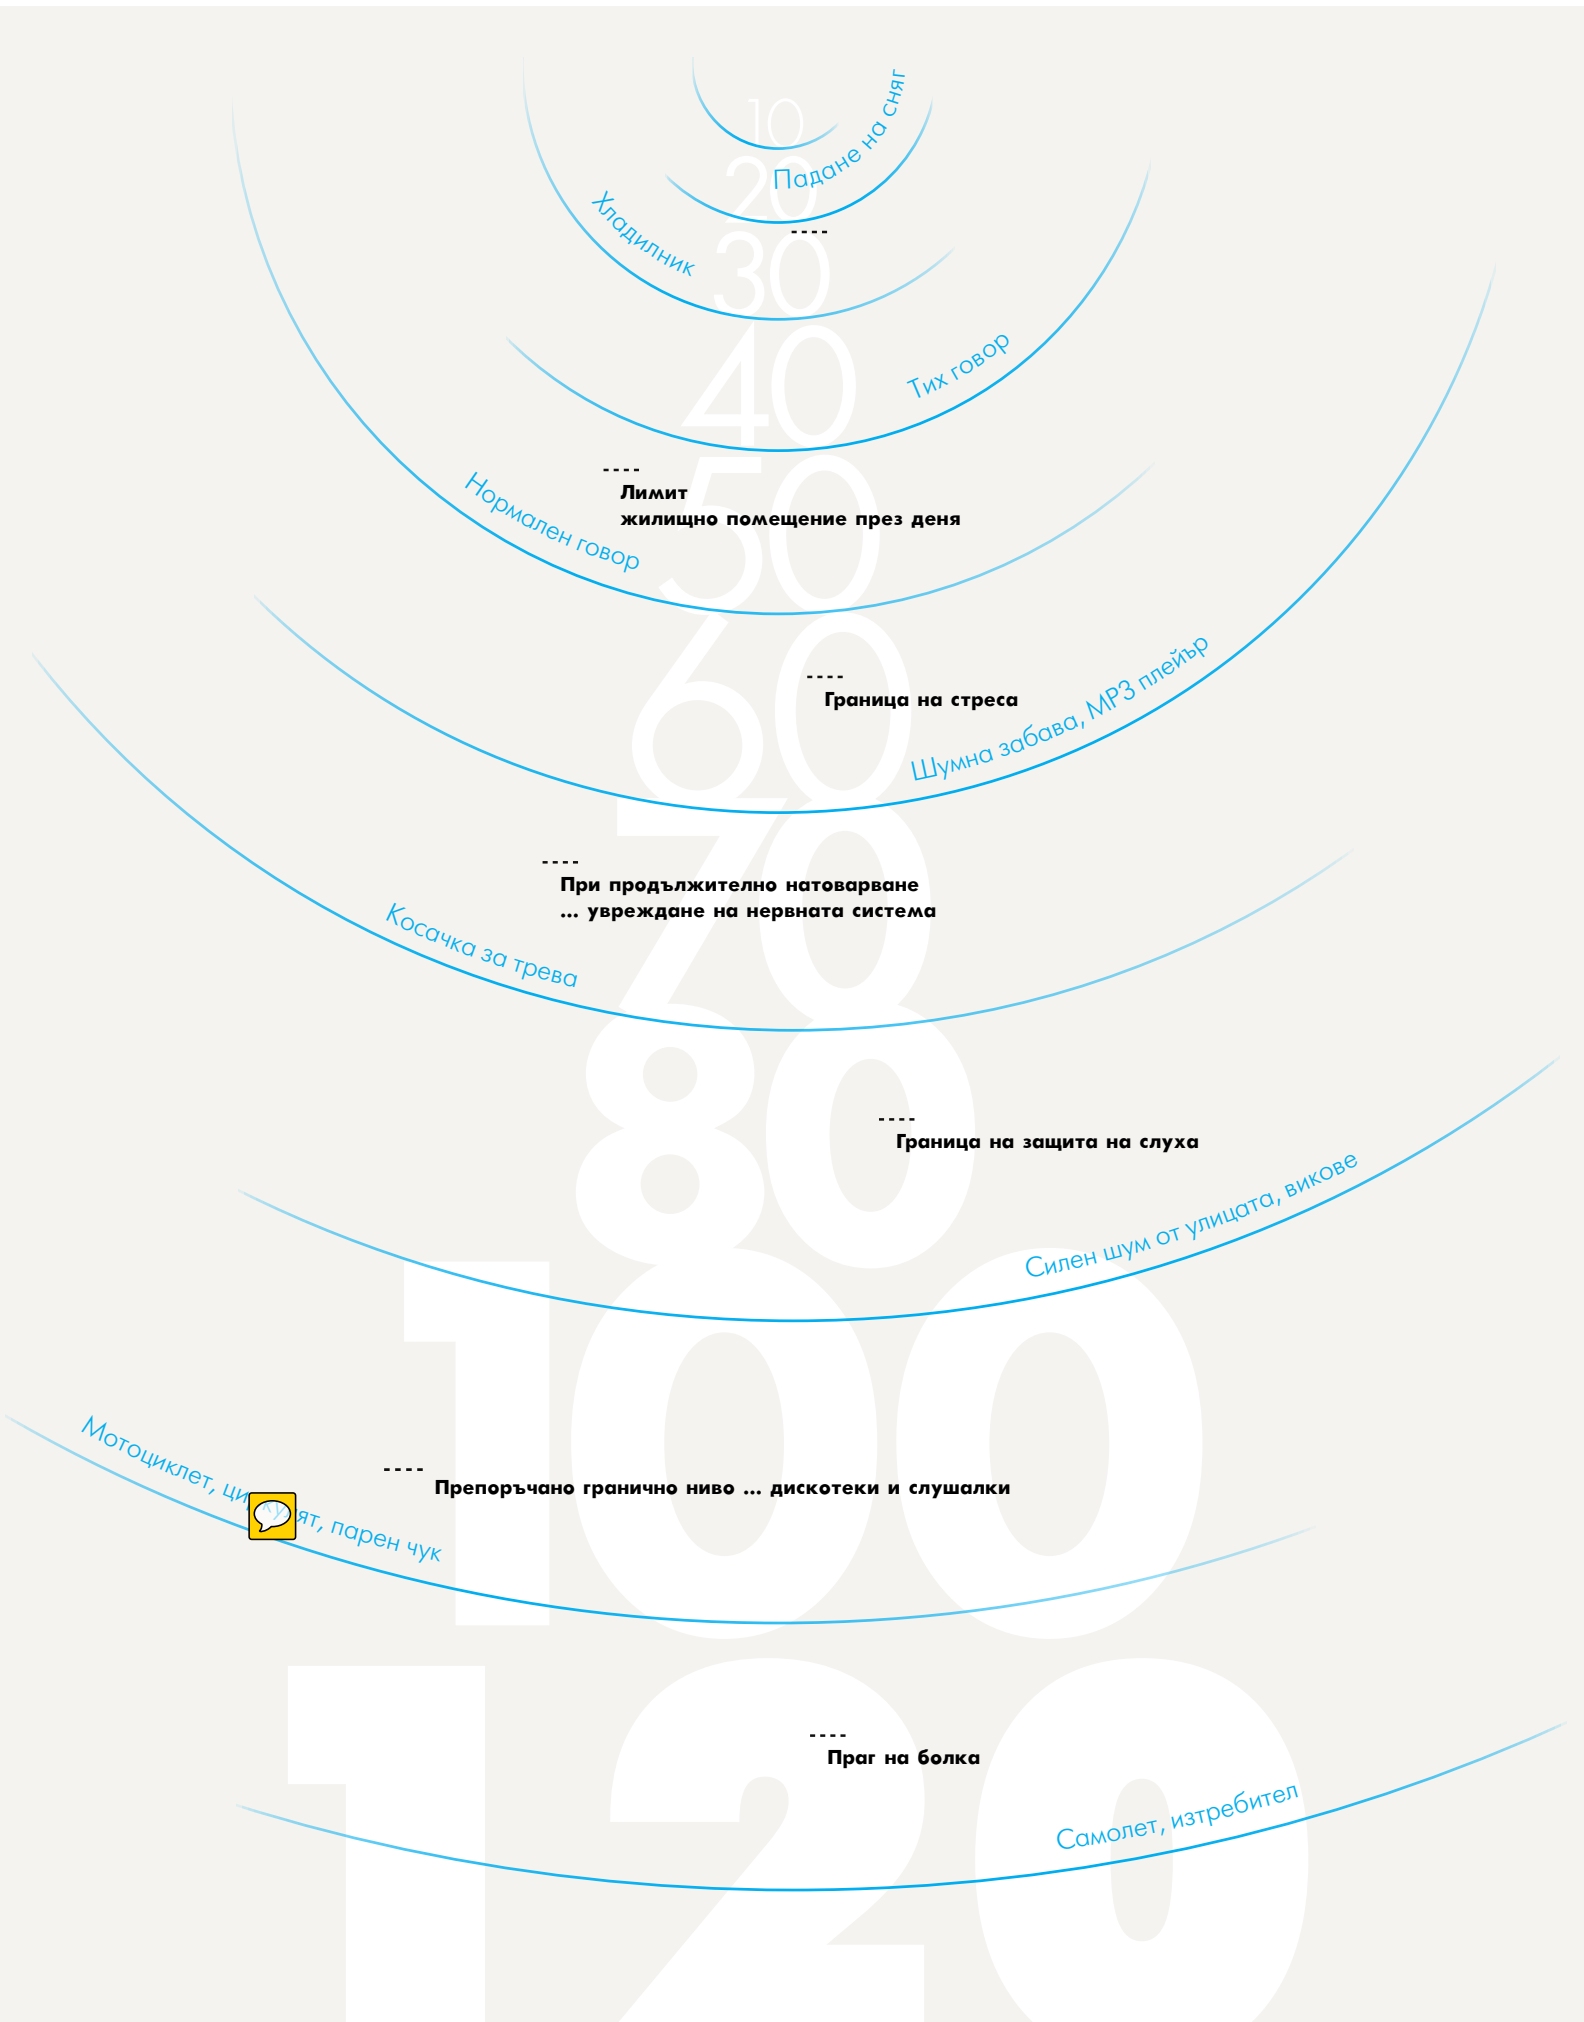 10
Падане на сняг
20
Хладилник
30
Тих говор
40
Лимит
жилищно помещение през деня
Нормален говор
50
60
Граница на стреса
Шумна забава, MP3 плейър
70
При продължително натоварване
... увреждане на нервната система
Косачка за трева
80
Граница на защита на слуха
Силен шум от улицата, викове
100
Препоръчано гранично ниво ... дискотеки и слушалки
Мотоциклет, парен чук
120
Праг на болка
Самолет, изтребител